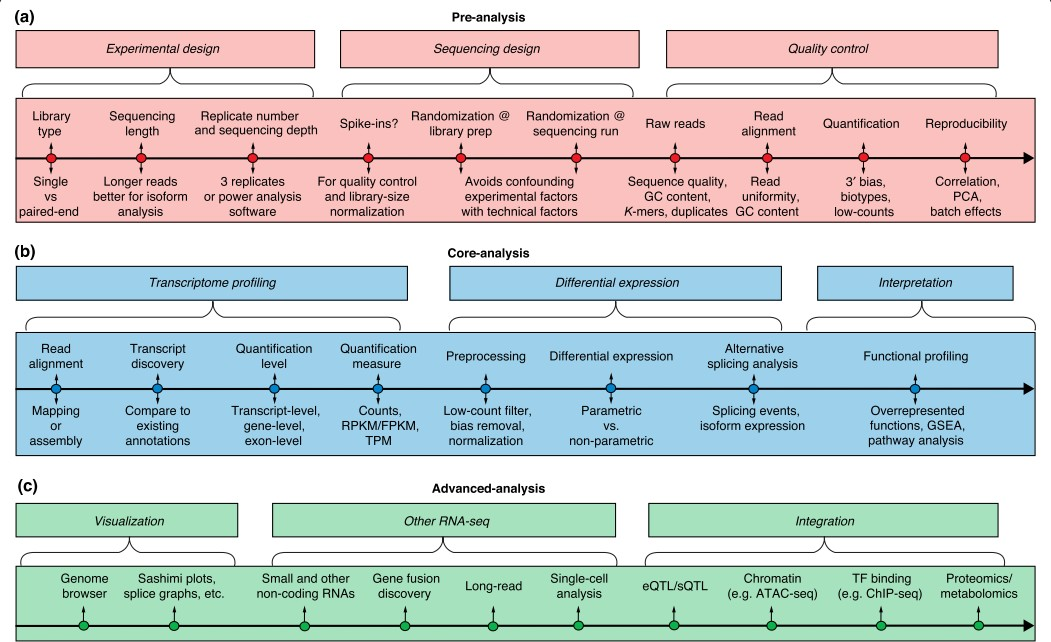 (a)
Pre-analysis
Experimental design
Sequencing design
Quality control
Library
type
Sequencing
length
Replicate number
and sequencing depth
Spike-ins?
Randomization @
library prep
Randomization @
sequencing run
Raw reads
Read
alignment
Quantification
Reproducibility
Single
vs
paired-end
Longer reads
better for isoform
analysis
3 replicates
or power analysis
software
For quality control
and library-size
normalization
Avoids confounding
experimental factors
with technical factors
Sequence quality,
GC content,
K-mers, duplicates
Read
uniformity,
GC content
3′ bias,
biotypes,
low-counts
Correlation,
PCA,
batch effects
(b)
Core-analysis
Transcriptome profiling
Differential expression
Interpretation
Read
alignment
Transcript
discovery
Quantification
level
Quantification
measure
Preprocessing
Differential expression
Alternative
splicing analysis
Functional profiling
Mapping
or
assembly
Compare to
existing
annotations
Transcript-level,
gene-level,
exon-level
Counts,
RPKM/FPKM,
TPM
Low-count filter,
bias removal,
normalization
Parametric
vs.
non-parametric
Splicing events,
isoform expression
Overrepresented
functions, GSEA,
pathway analysis
(c)
Advanced-analysis
Visualization
Other RNA-seq
Integration
Genome
browser
Sashimi plots,
splice graphs, etc.
Small and other
non-coding RNAs
Gene fusion
discovery
Long-read
Single-cell
analysis
eQTL/sQTL
Chromatin
(e.g. ATAC-seq)
TF binding
(e.g. ChIP-seq)
Proteomics/
metabolomics